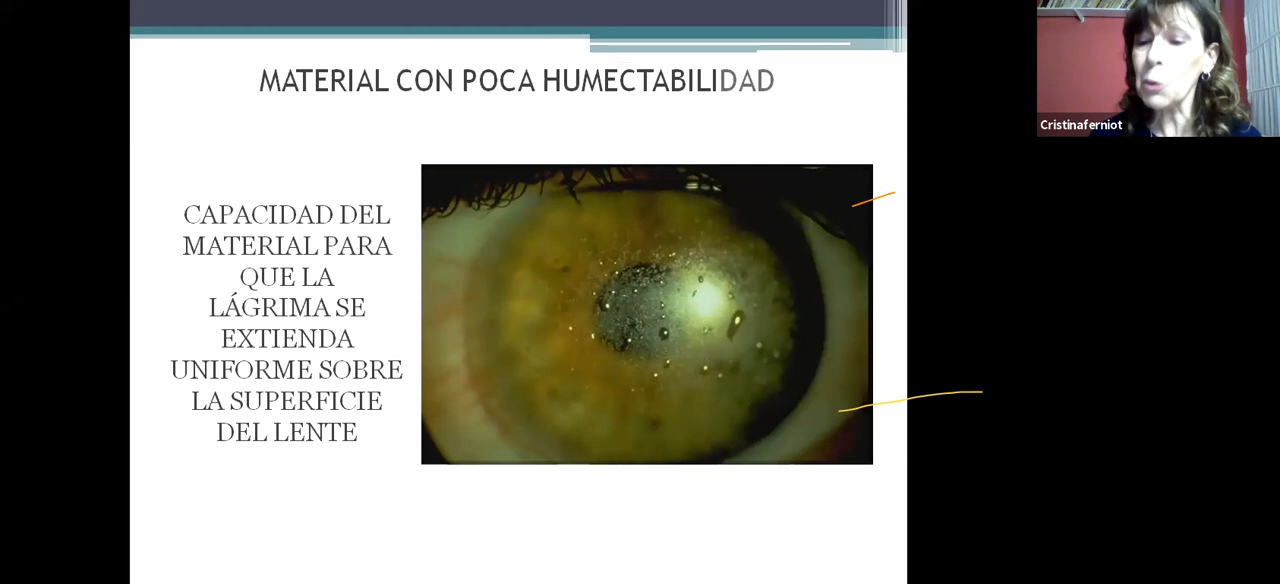 MATERIAL CON POCA HUMECTABILIDAD
CAPACIDAD DEL
MATERIAL PARA
QUE LA
LÁGRIMA SE
EXTIENDA
UNIFORME SOBRE
LA SUPERFICIE
DEL LENTE
Cristinaferniot